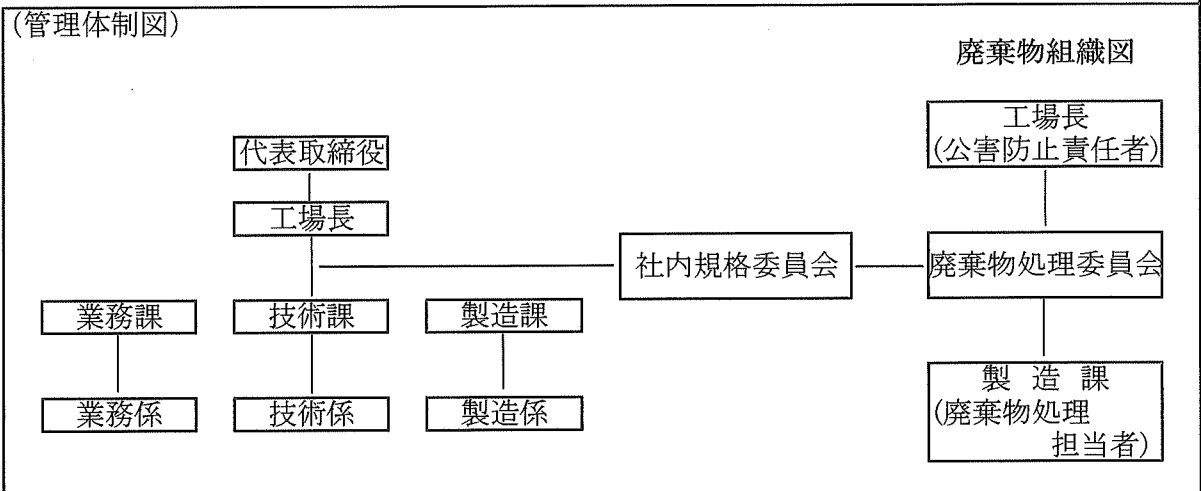 (管理体制図)
廃棄物組織図
工場長
(公害防止責任者)
代表取締役
工場長
社内規格委員会
廃棄物処理委員会
業務課
技術課
製造課
製 造 課
(廃棄物処理
担当者)
業務係
技術係
製造係